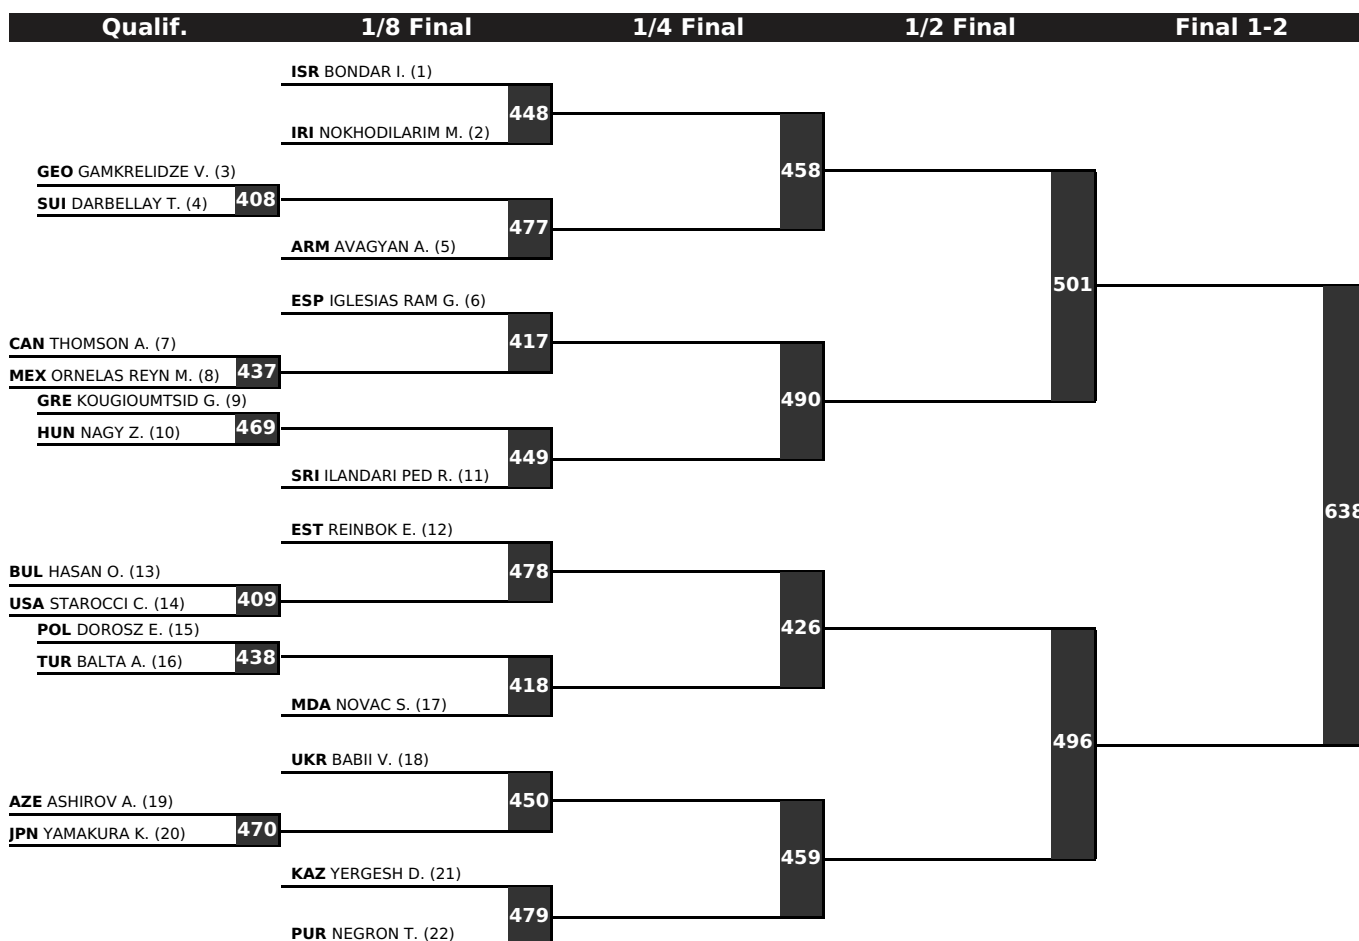 Qualif. 1/8 Final 1/4 Final 1/2 Final Final 1-2
ISR BONDAR I. (1)
448
IRI NOKHODILARIM M. (2)
458
GEO GAMKRELIDZE V. (3)
408
SUI DARBELLAY T. (4)
477
ARM AVAGYAN A. (5)
501
ESP IGLESIAS RAM G. (6)
417
CAN THOMSON A. (7)
437
MEX ORNELAS REYN M. (8)
490
GRE KOUGIOUMTSID G. (9)
469
HUN NAGY Z. (10)
449
SRI ILANDARI PED R. (11)
638
EST REINBOK E. (12)
478
BUL HASAN O. (13)
409
USA STAROCCI C. (14)
426
POL DOROSZ E. (15)
438
TUR BALTA A. (16)
418
MDA NOVAC S. (17)
496
UKR BABII V. (18)
450
AZE ASHIROV A. (19)
470
JPN YAMAKURA K. (20)
459
KAZ YERGESH D. (21)
479
PUR NEGRON T. (22)